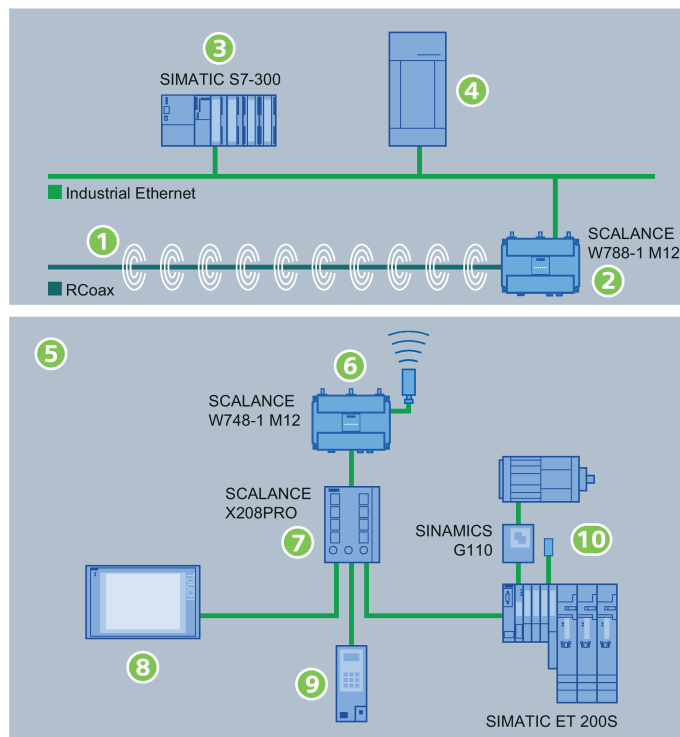 3
SIMATIC S7-300
4
Industrial Ethernet
1
SCALANCE
W788-1 M12
2
RCoax
5
6
SCALANCE
W748-1 M12
SCALANCE
X208PRO
7
SINAMICS
G110
10
8
9
SIMATIC ET 200S